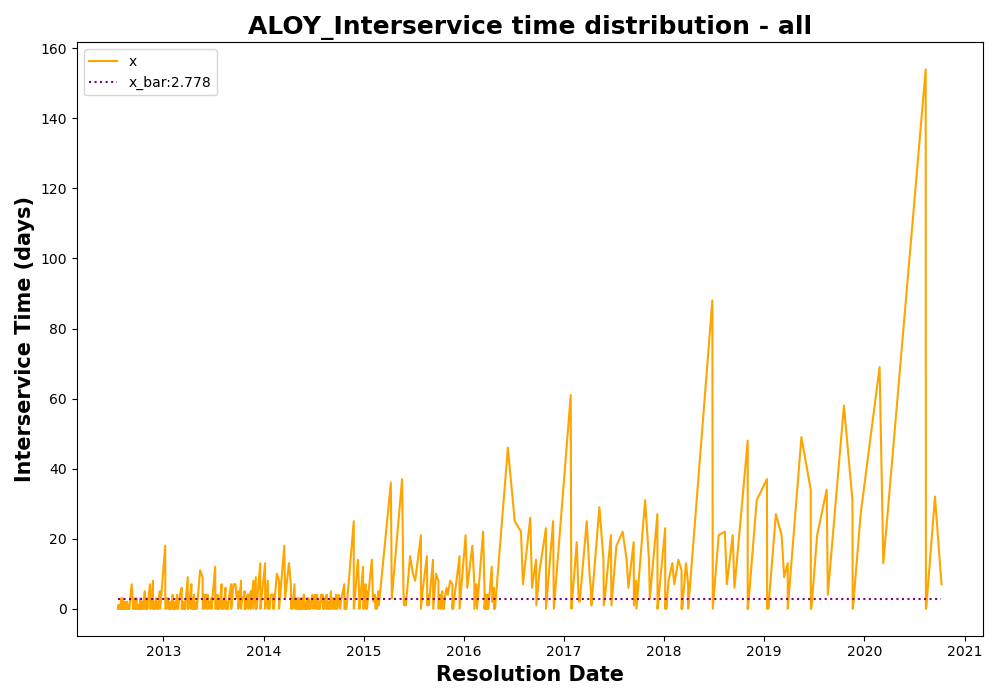 ALOY_Interservice time distribution - all
x
x_bar:2.778
Interservice Time (days)
160
140
120
100
80
60
40
20
0
2013 2014 2015 2016 2017 2018 2019 2020 2021
Resolution Date